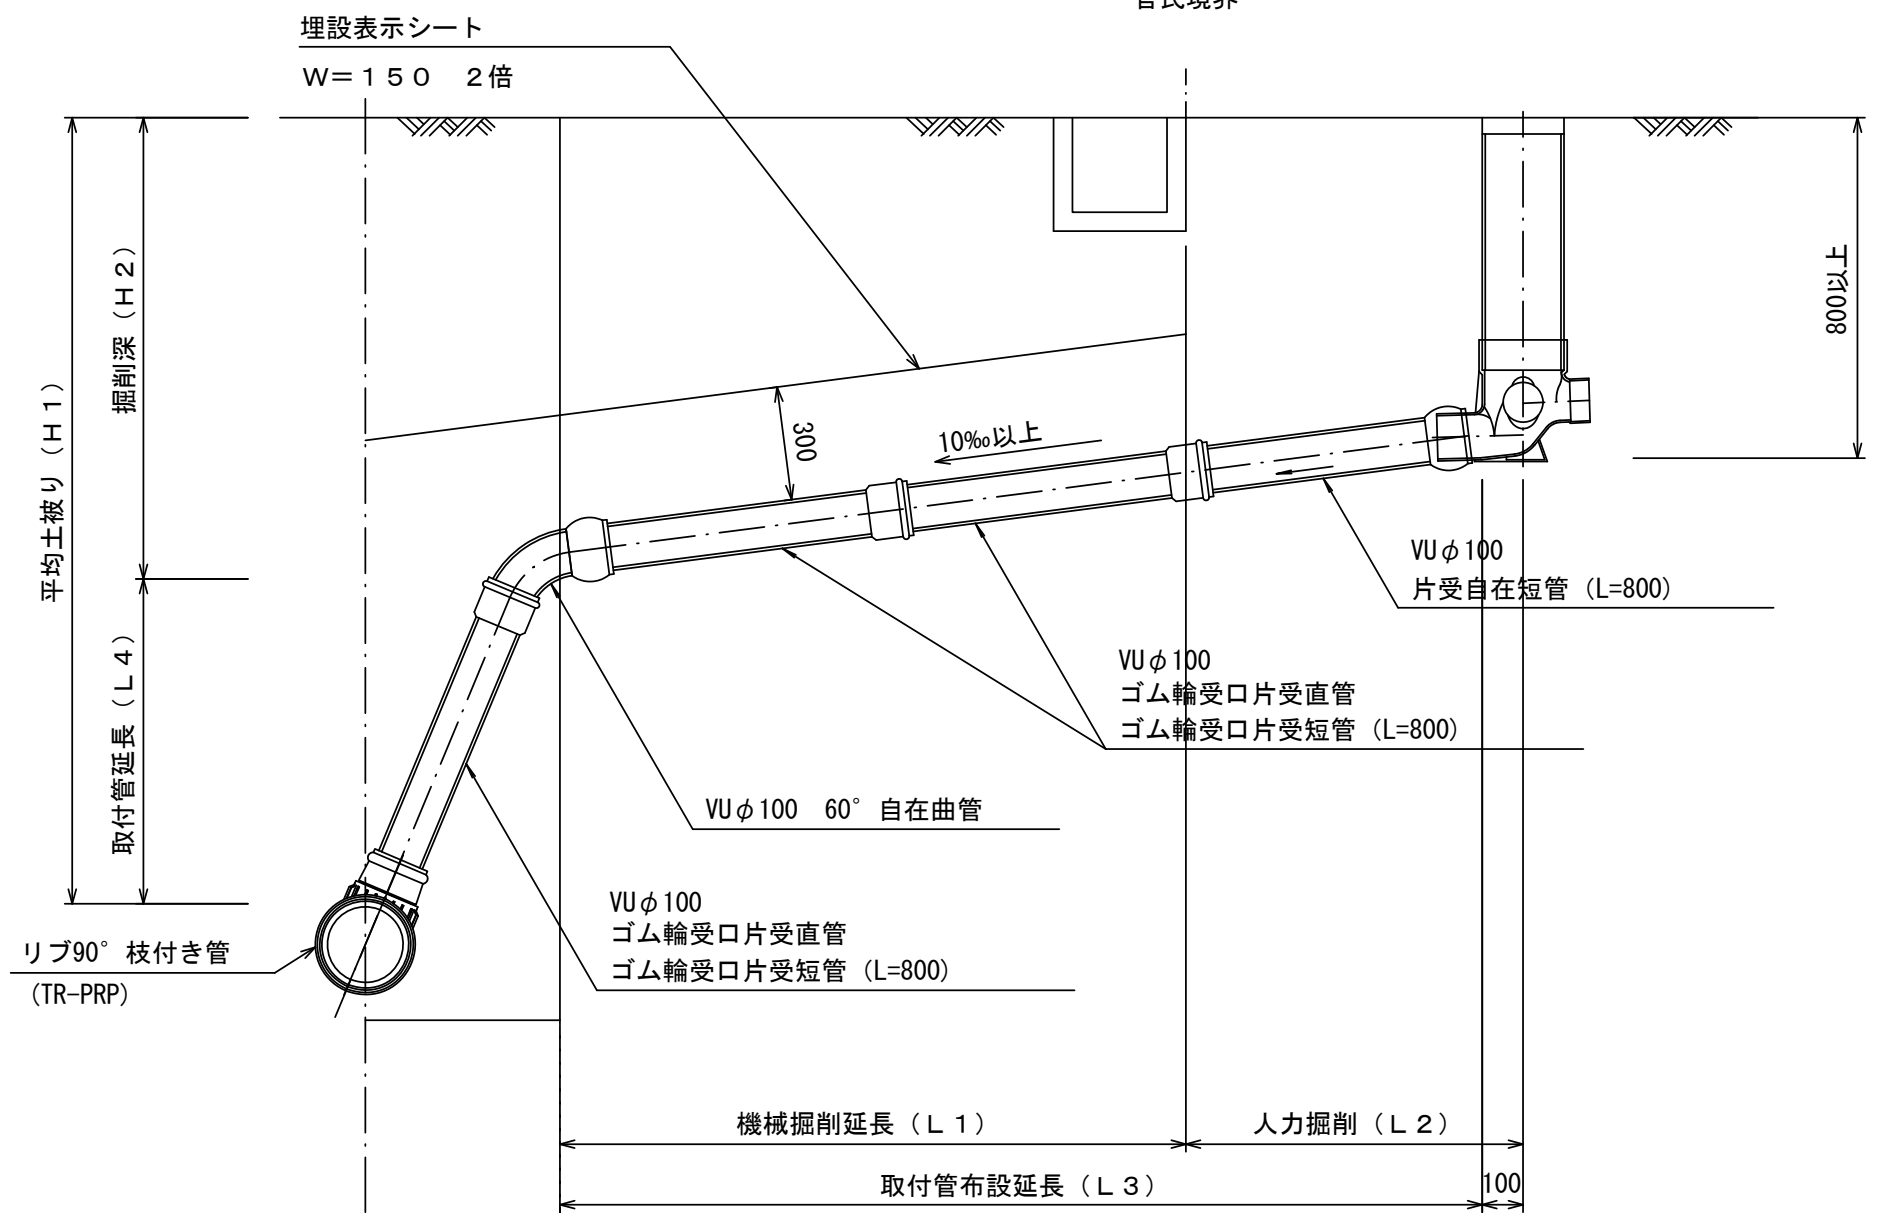 埋設表示シート
W=１５０　２倍
平均土被り（Ｈ１）
掘削深（Ｈ２）
取付管延長（Ｌ４）
800以上
300
10‰以上
VUφ100
片受自在短管（L=800）
VUφ100
ゴム輪受口片受直管
ゴム輪受口片受短管（L=800）
VUφ100　60°自在曲管
VUφ100
ゴム輪受口片受直管
ゴム輪受口片受短管（L=800）
リブ90°枝付き管
（TR-PRP）
機械掘削延長（Ｌ１）
人力掘削（Ｌ２）
取付管布設延長（Ｌ３）
100